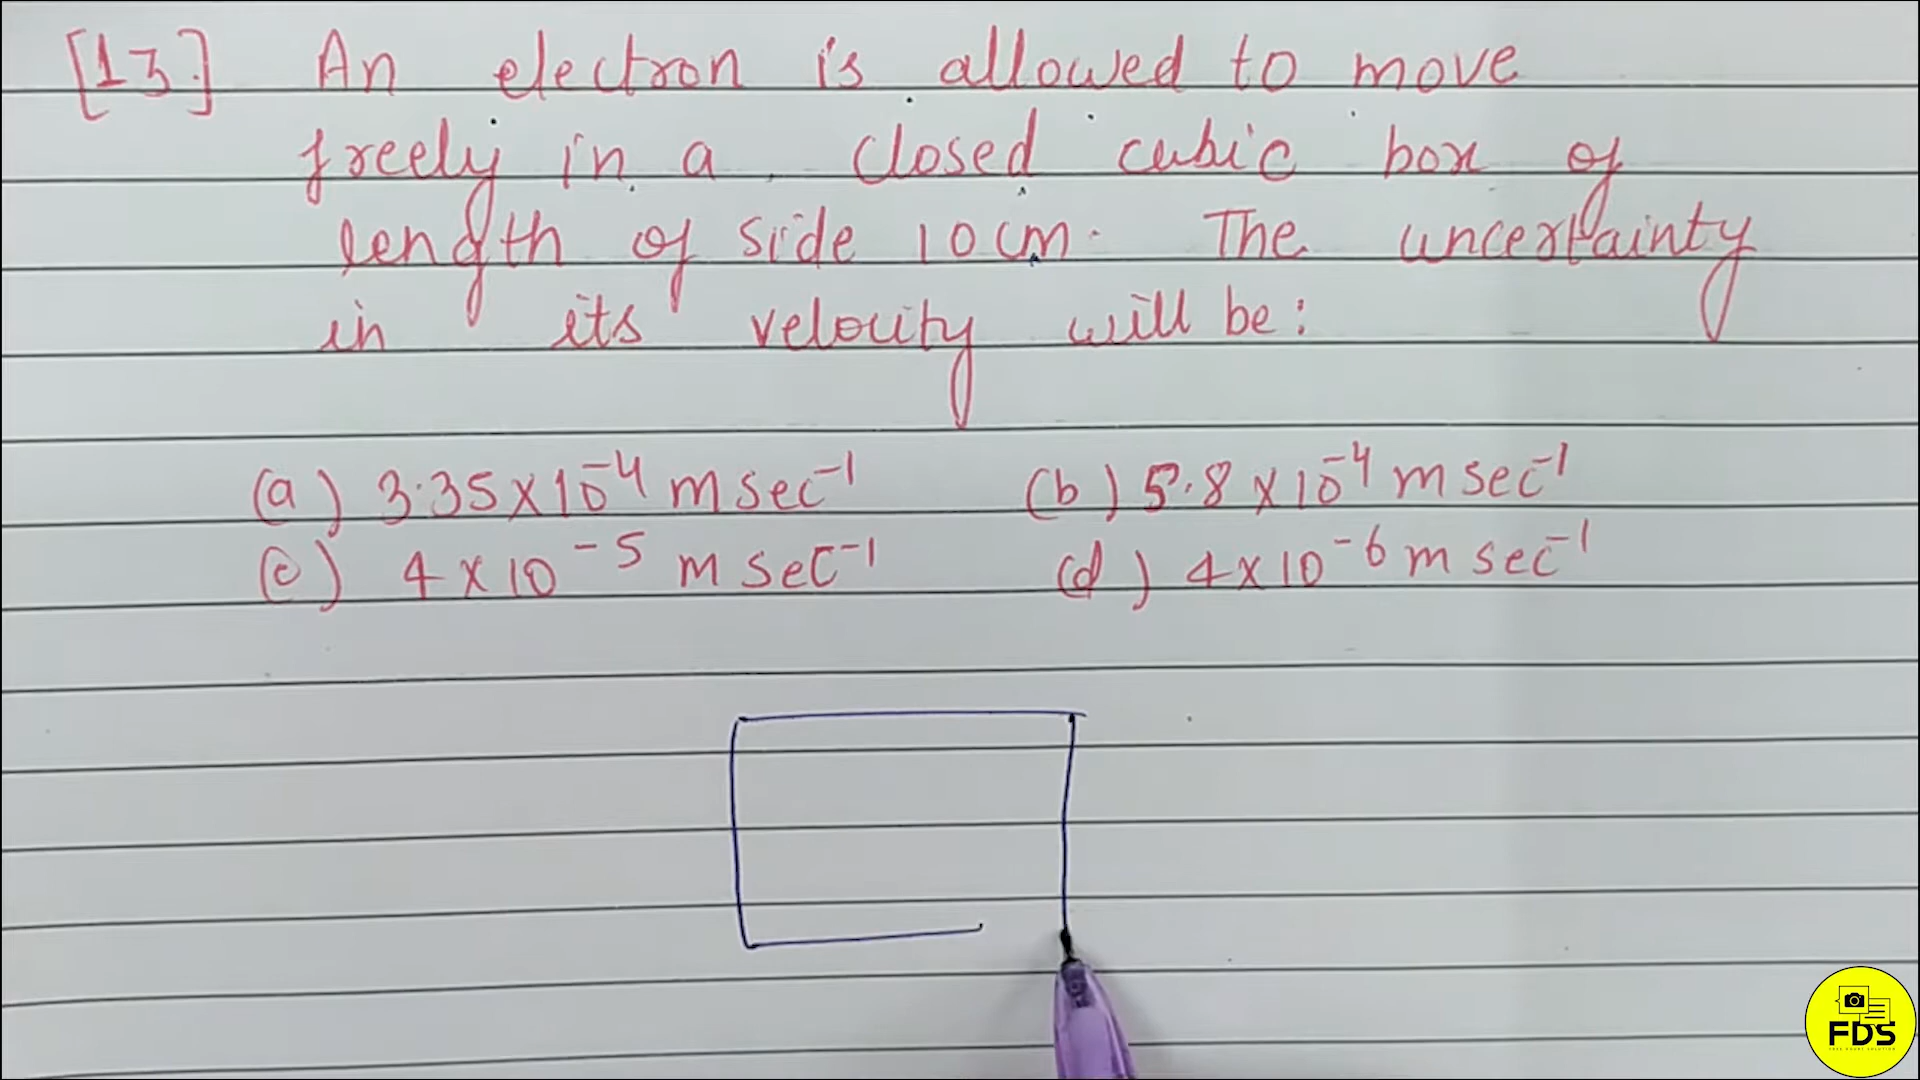 [13.] An electron is allowed to move
freely in a closed cubic box of
length of side 10 cm. The uncertainty
in its velocity will be:
(a) 3.35×10⁻⁴ m sec⁻¹ (b) 5.8×10⁻⁴ m sec⁻¹
(c) 4×10⁻⁵ m sec⁻¹ (d) 4×10⁻⁶ m sec⁻¹
FDS